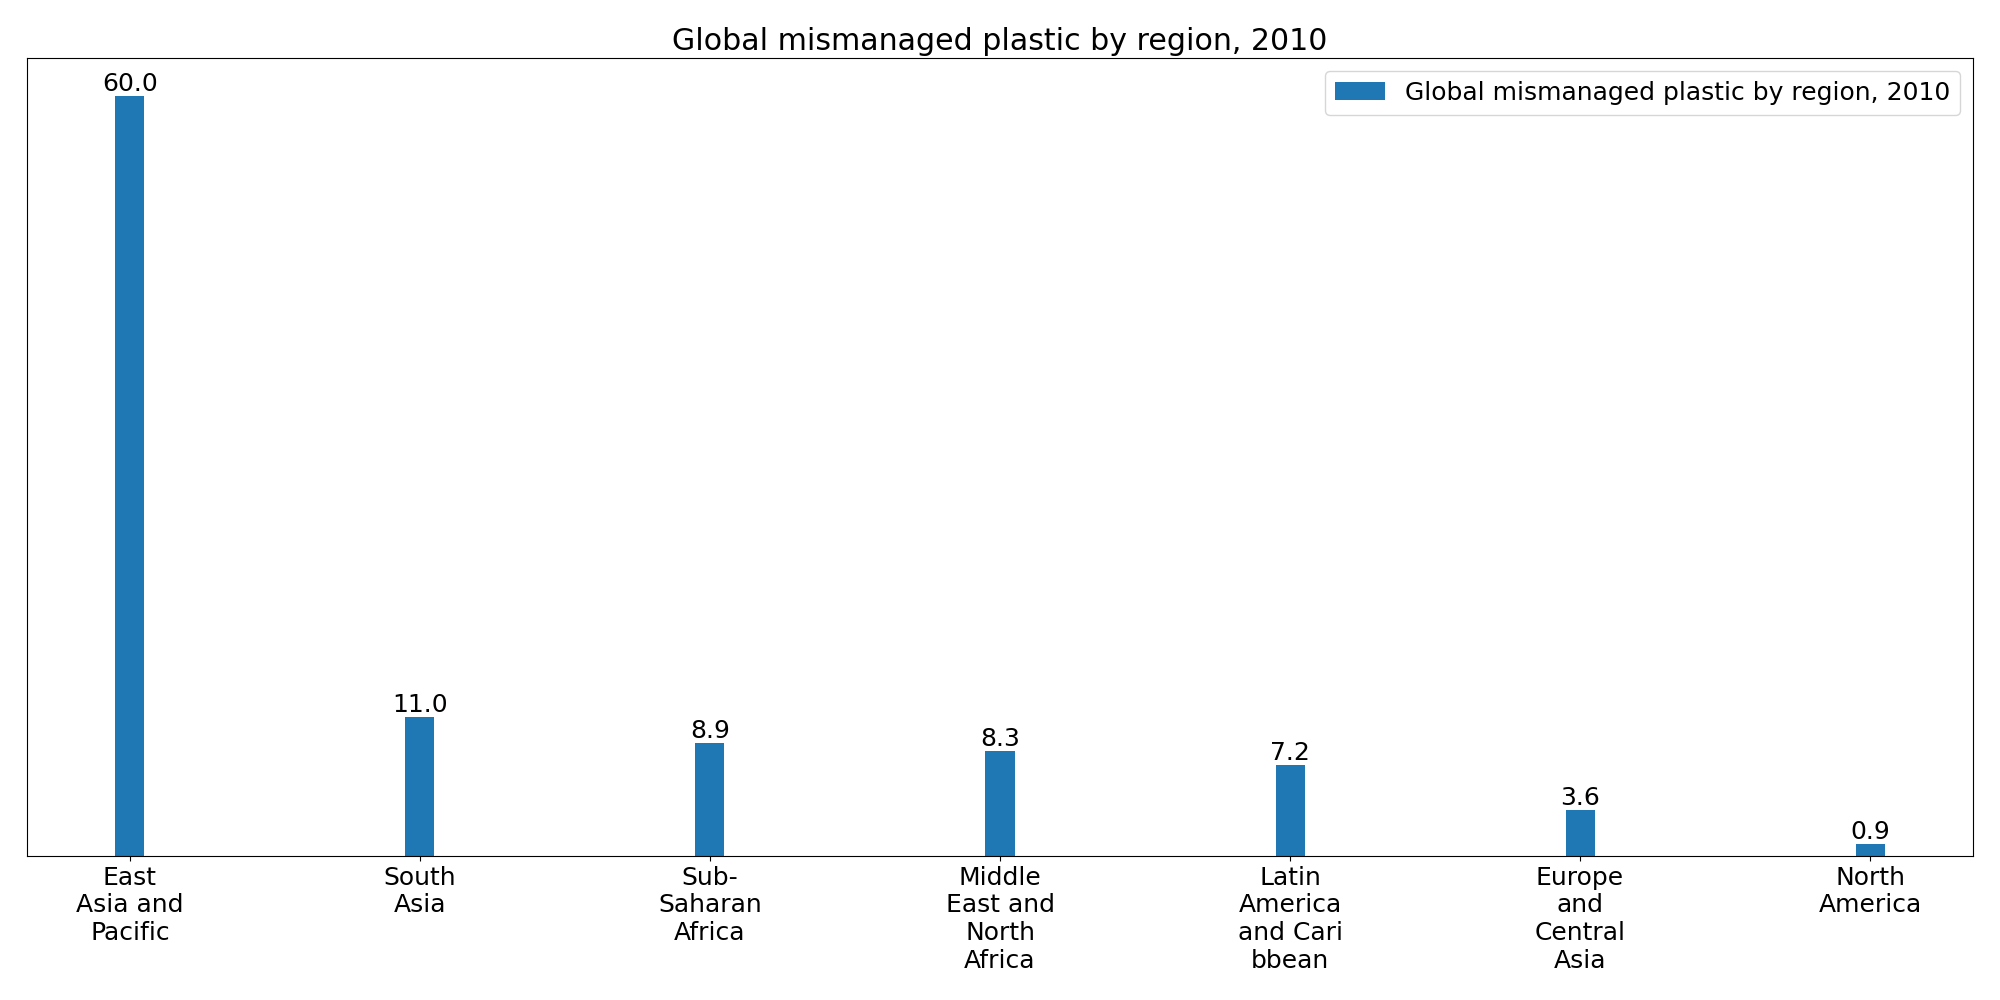 Global mismanaged plastic by region, 2010
Global mismanaged plastic by region, 2010
60.0
11.0
8.9
8.3
7.2
3.6
0.9
East
Asia and
Pacific
South
Asia
Sub-
Saharan
Africa
Middle
East and
North
Africa
Latin
America
and Cari
bbean
Europe
and
Central
Asia
North
America